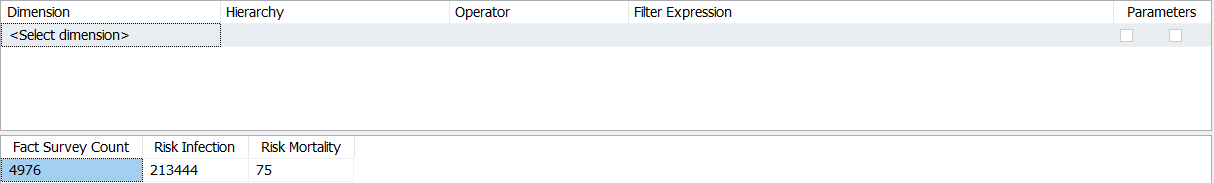 Dimension Hierarchy Operator Filter Expression Parameters
<Select dimension>
Fact Survey Count Risk Infection Risk Mortality
4976 213444 75